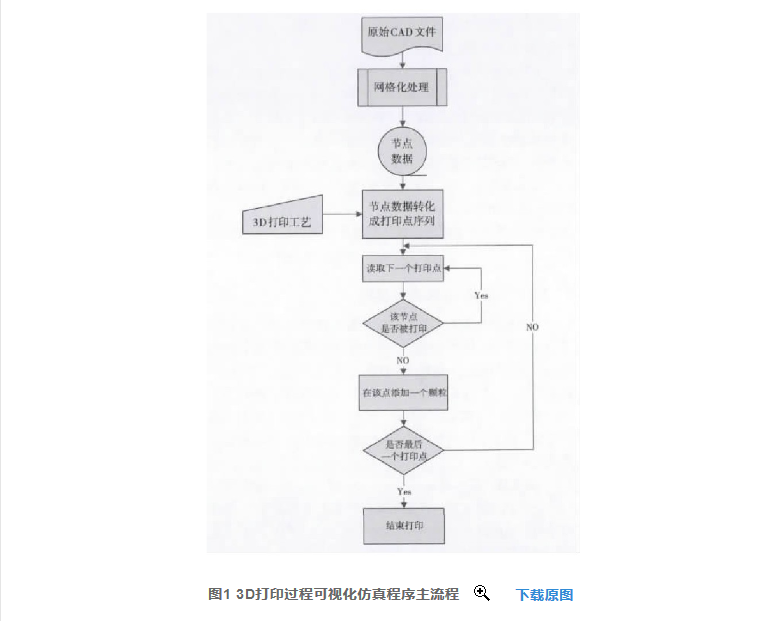 原始CAD文件
网格化处理
节点
数据
节点数据转化
成打印点序列
3D打印工艺
读取下一个打印点
Yes
该节点
是否被打印
NO
NO
在该点添加一个颗粒
是否最后
一个打印点
Yes
结束打印
图1 3D打印过程可视化仿真程序主流程
下载原图